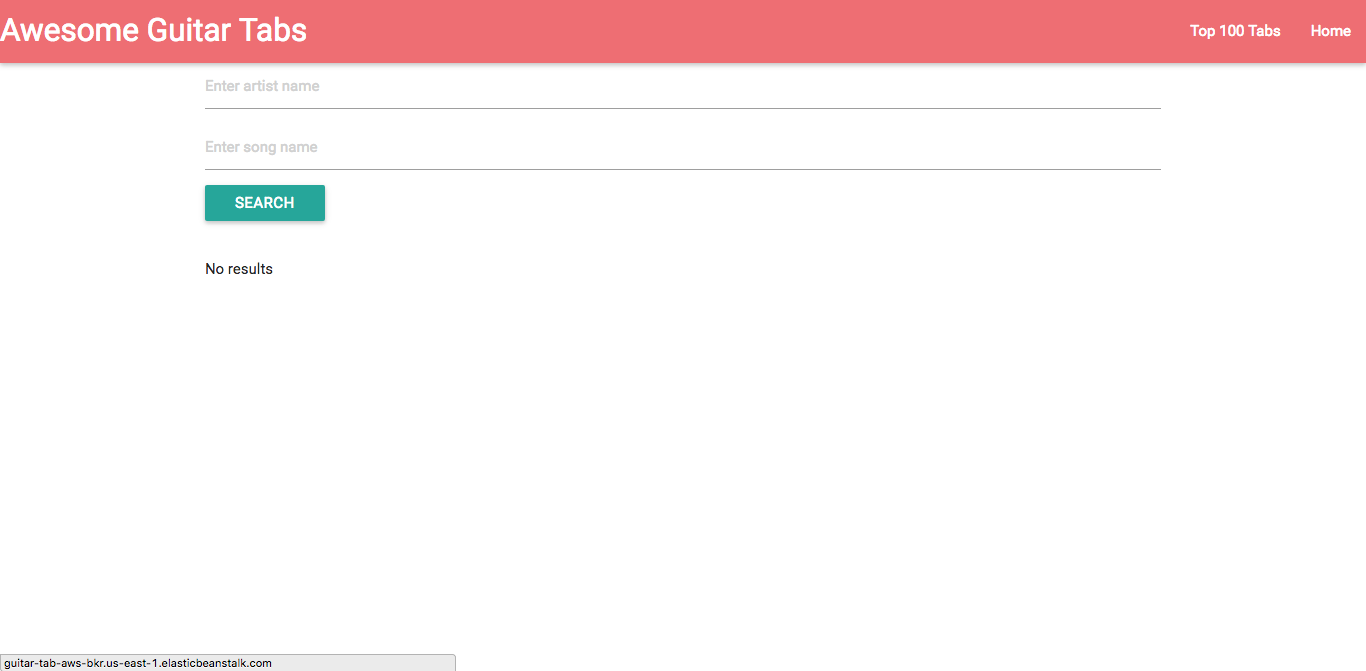 Awesome Guitar Tabs
Top 100 Tabs Home
Enter artist name
Enter song name
SEARCH
No results
guitar-tab-aws-bkr.us-east-1.elasticbeanstalk.com